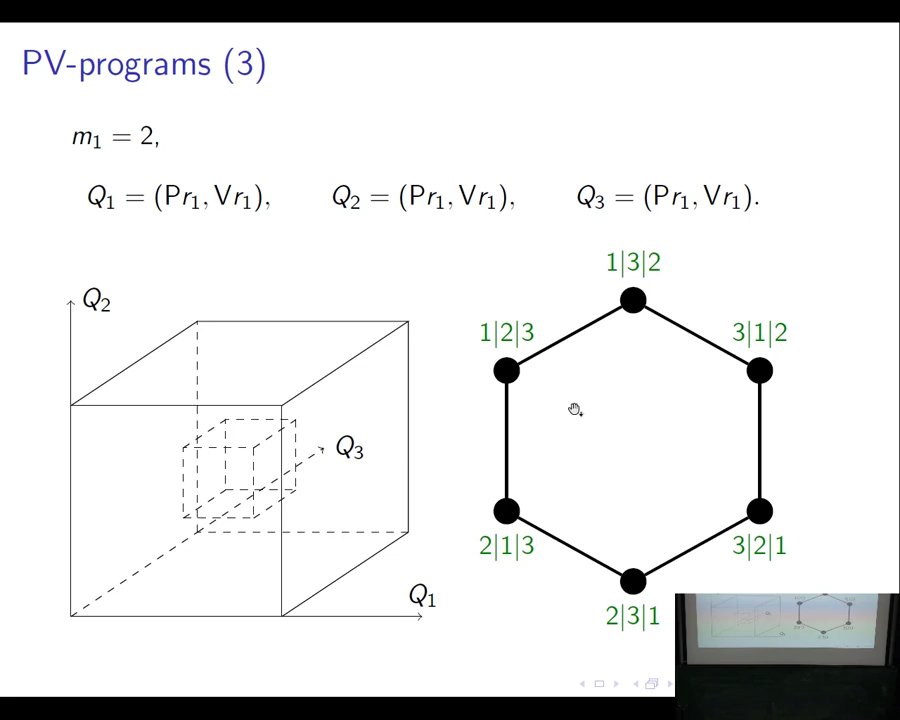 PV-programs (3)
m₁ = 2,
Q₁ = (Pr₁, Vr₁), Q₂ = (Pr₁, Vr₁), Q₃ = (Pr₁, Vr₁).
1|3|2
Q₂
1|2|3 3|1|2
Q₃
2|1|3 3|2|1
Q₁
2|3|1